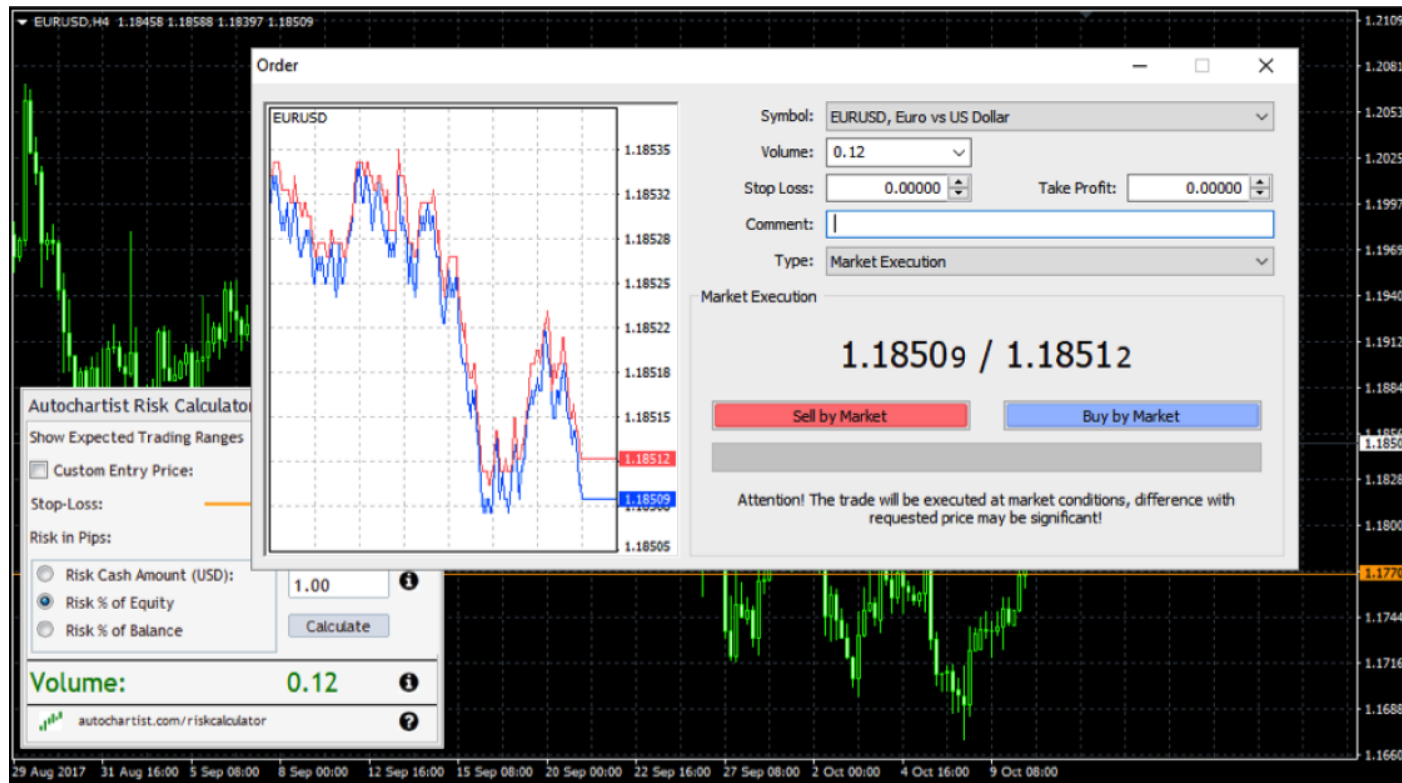 EURUSD,H4 1.18458 1.18588 1.18397 1.18509
Order
EURUSD
1.18535
1.18532
1.18528
1.18525
1.18522
1.18518
1.18515
1.18512
1.18509
1.18505
Symbol: EURUSD, Euro vs US Dollar
Volume: 0.12
Stop Loss: 0.00000 Take Profit: 0.00000
Comment:
Type: Market Execution
Market Execution
1.18509 / 1.18512
Sell by Market Buy by Market
Attention! The trade will be executed at market conditions, difference with
requested price may be significant!
Autochartist Risk Calculator
Show Expected Trading Ranges
Custom Entry Price:
Stop-Loss:
Risk in Pips:
Risk Cash Amount (USD):
Risk % of Equity
Risk % of Balance
1.00
Calculate
Volume: 0.12
autochartist.com/riskcalculator
1.2109
1.2081
1.2053
1.2025
1.1997
1.1969
1.1940
1.1912
1.1884
1.1850
1.1828
1.1800
1.1770
1.1744
1.1716
1.1688
1.1660
29 Aug 2017 31 Aug 16:00 5 Sep 08:00 8 Sep 00:00 12 Sep 16:00 15 Sep 08:00 20 Sep 00:00 22 Sep 16:00 27 Sep 08:00 2 Oct 00:00 4 Oct 16:00 9 Oct 08:00